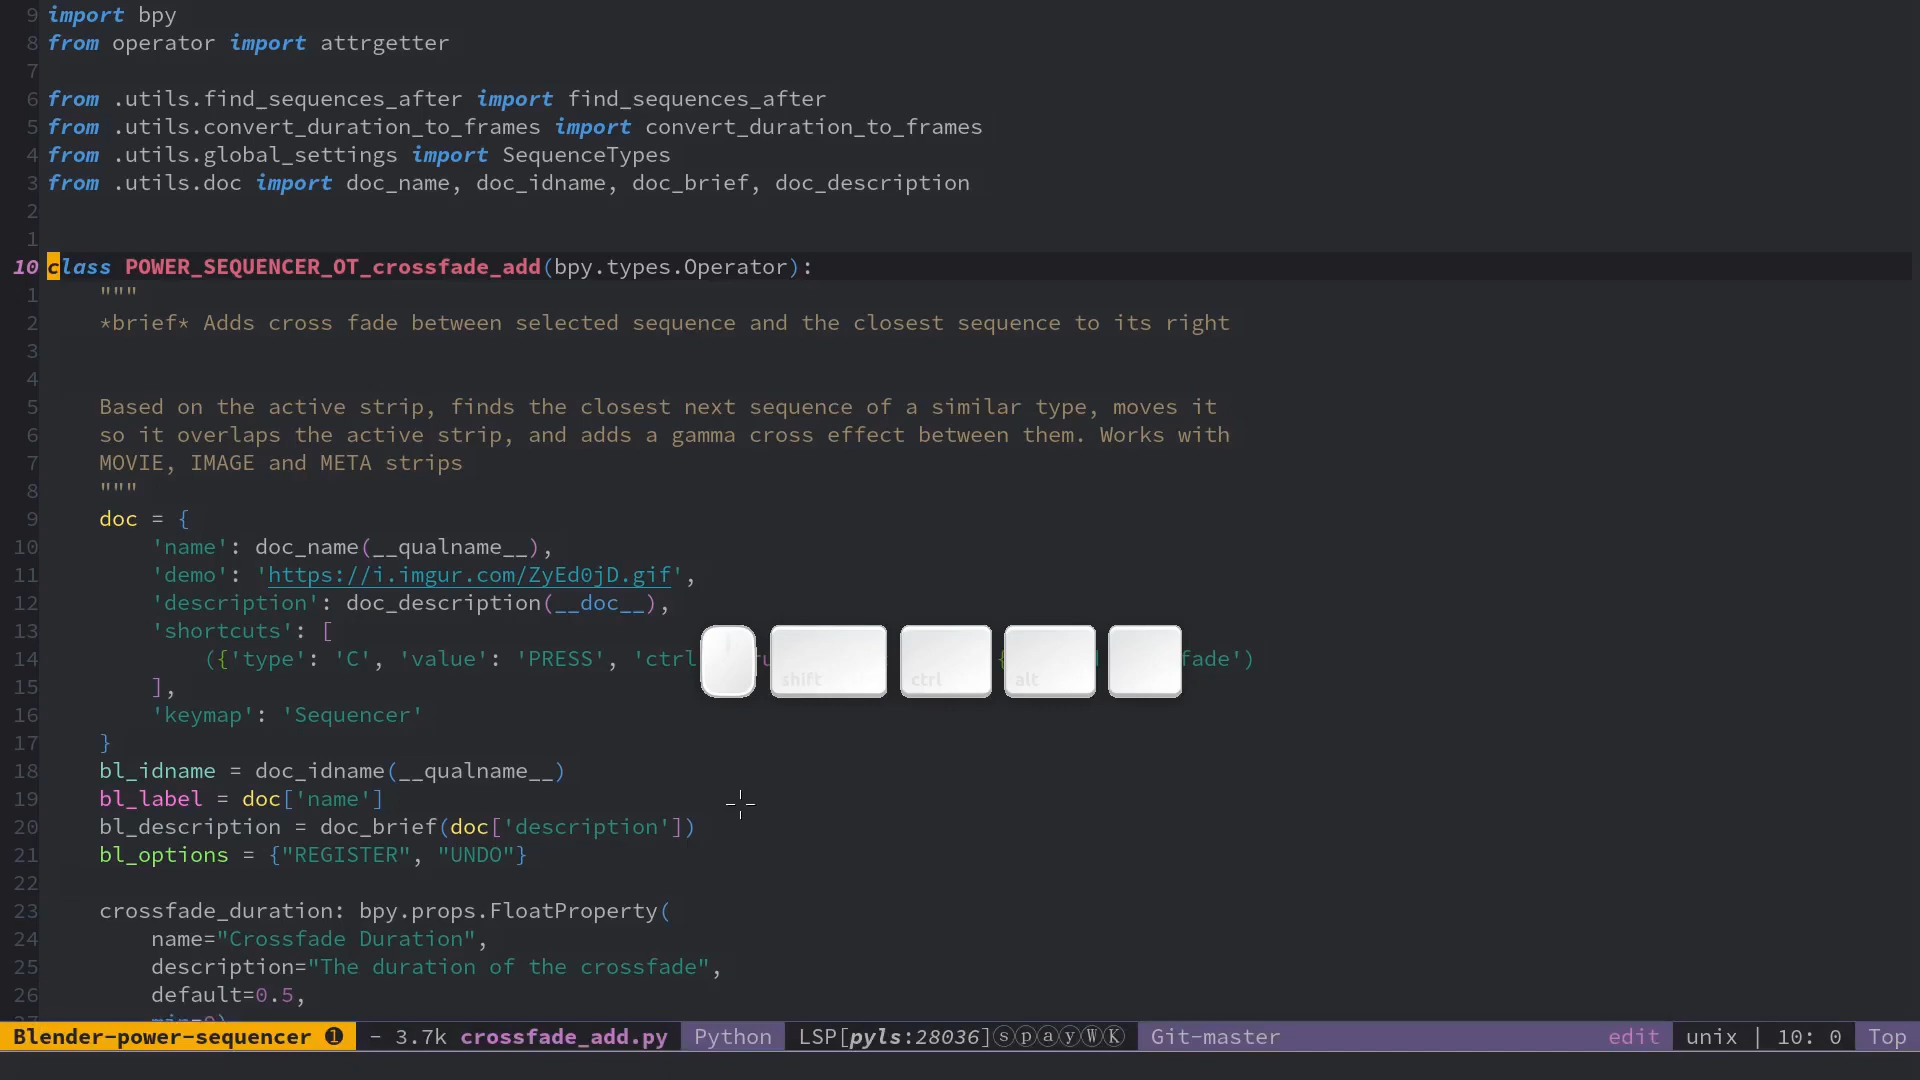 9 import bpy
8 from operator import attrgetter
7
6 from .utils.find_sequences_after import find_sequences_after
5 from .utils.convert_duration_to_frames import convert_duration_to_frames
4 from .utils.global_settings import SequenceTypes
3 from .utils.doc import doc_name, doc_idname, doc_brief, doc_description
2
1
10 class POWER_SEQUENCER_OT_crossfade_add(bpy.types.Operator):
1 """
2 *brief* Adds cross fade between selected sequence and the closest sequence to its right
3
4
5 Based on the active strip, finds the closest next sequence of a similar type, moves it
6 so it overlaps the active strip, and adds a gamma cross effect between them. Works with
7 MOVIE, IMAGE and META strips
8 """
9 doc = {
10 'name': doc_name(__qualname__),
11 'demo': 'https://i.imgur.com/ZyEd0jD.gif',
12 'description': doc_description(__doc__),
13 'shortcuts': [
14 ({'type': 'C', 'value': 'PRESS', 'ctrl fade')
shift ctrl alt
15 ],
16 'keymap': 'Sequencer'
17 }
18 bl_idname = doc_idname(__qualname__)
19 bl_label = doc['name']
20 bl_description = doc_brief(doc['description'])
21 bl_options = {"REGISTER", "UNDO"}
22
23 crossfade_duration: bpy.props.FloatProperty(
24 name="Crossfade Duration",
25 description="The duration of the crossfade",
26 default=0.5,
Blender-power-sequencer ❶ - 3.7k crossfade_add.py Python LSP[pyls:28036]ⓢⓟⓐⓨⓌⓀ Git-master edit unix | 10: 0 Top